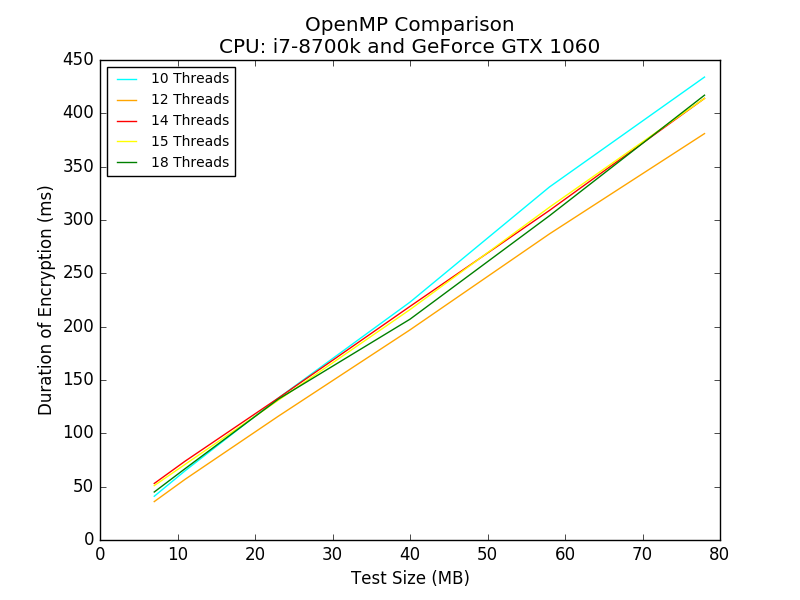 OpenMP Comparison
CPU: i7-8700k and GeForce GTX 1060
450
400
350
300
250
200
150
100
50
0
Duration of Encryption (ms)
10 Threads
12 Threads
14 Threads
15 Threads
18 Threads
0 10 20 30 40 50 60 70 80
Test Size (MB)